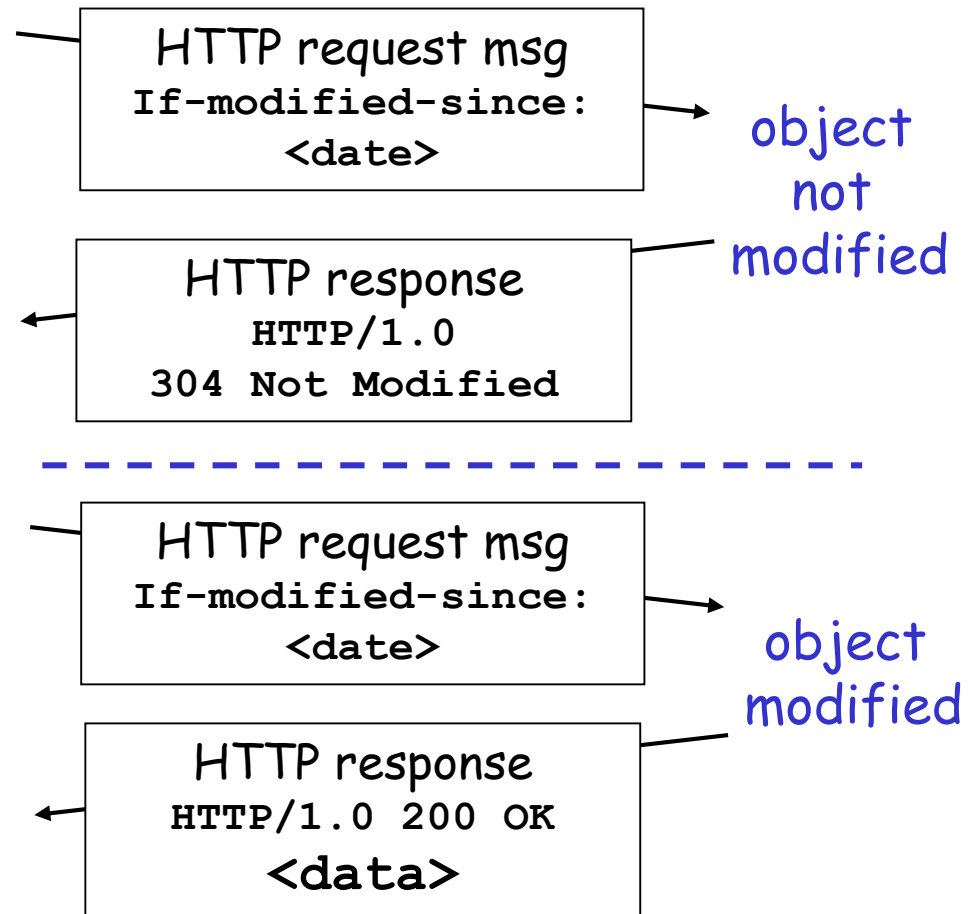 HTTP request msg
If-modified-since:
<date>
object
not
modified
HTTP response
HTTP/1.0
304 Not Modified
HTTP request msg
If-modified-since:
<date>
object
modified
HTTP response
HTTP/1.0 200 OK
<data>